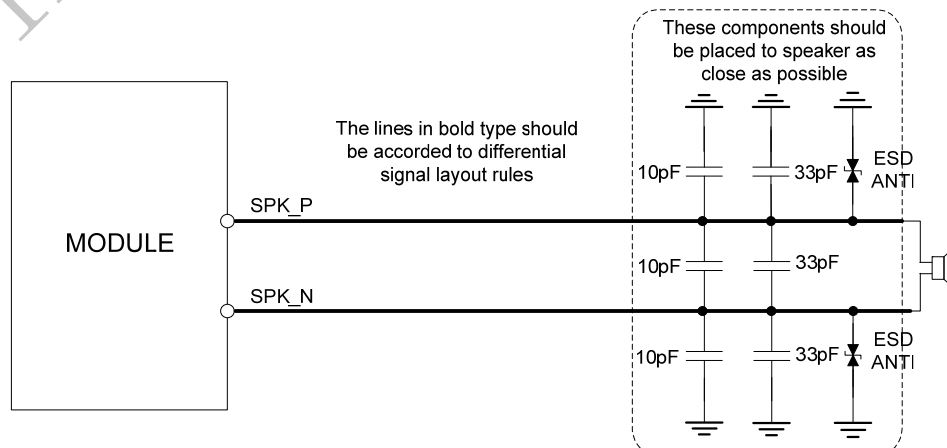 These components should
be placed to speaker as
close as possible
The lines in bold type should
be accorded to differential
signal layout rules
10pF
33pF
ESD
ANTI
SPK_P
MODULE
10pF
33pF
SPK_N
10pF
33pF
ESD
ANTI